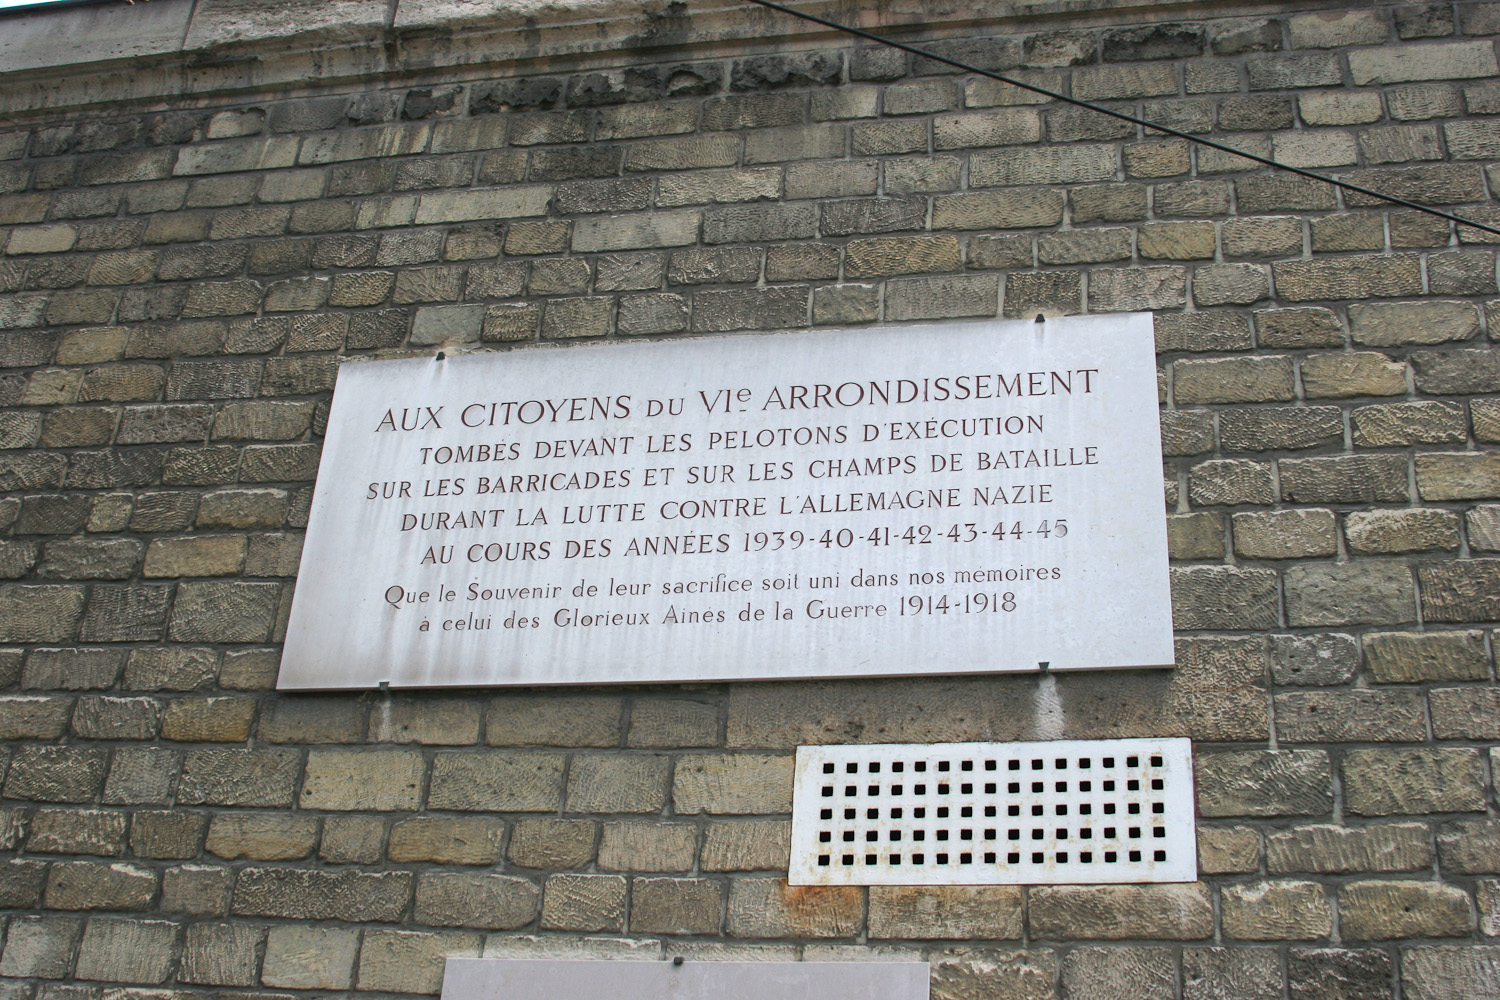 AUX CITOYENS DU VIe ARRONDISSEMENT
TOMBÉS DEVANT LES PELOTONS D'EXÉCUTION
SUR LES BARRICADES ET SUR LES CHAMPS DE BATAILLE
DURANT LA LUTTE CONTRE L'ALLEMAGNE NAZIE
AU COURS DES ANNÉES 1939-40-41-42-43-44-45
Que le Souvenir de leur sacrifice soit uni dans nos mémoires
à celui des Glorieux Ainés de la Guerre 1914-1918